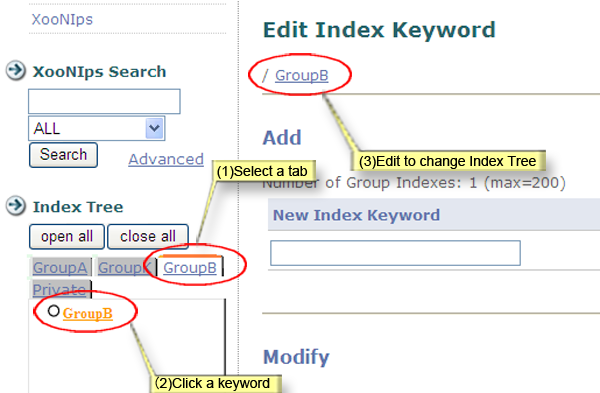 XooNIps
XooNIps Search
ALL
Search Advanced
Index Tree
open all close all
GroupA GroupX GroupB
Private
GroupB
Edit Index Keyword
/ GroupB
Add
Number of Group Indexes: 1 (max=200)
New Index Keyword
Modify
(1)Select a tab
(2)Click a keyword
(3)Edit to change Index Tree